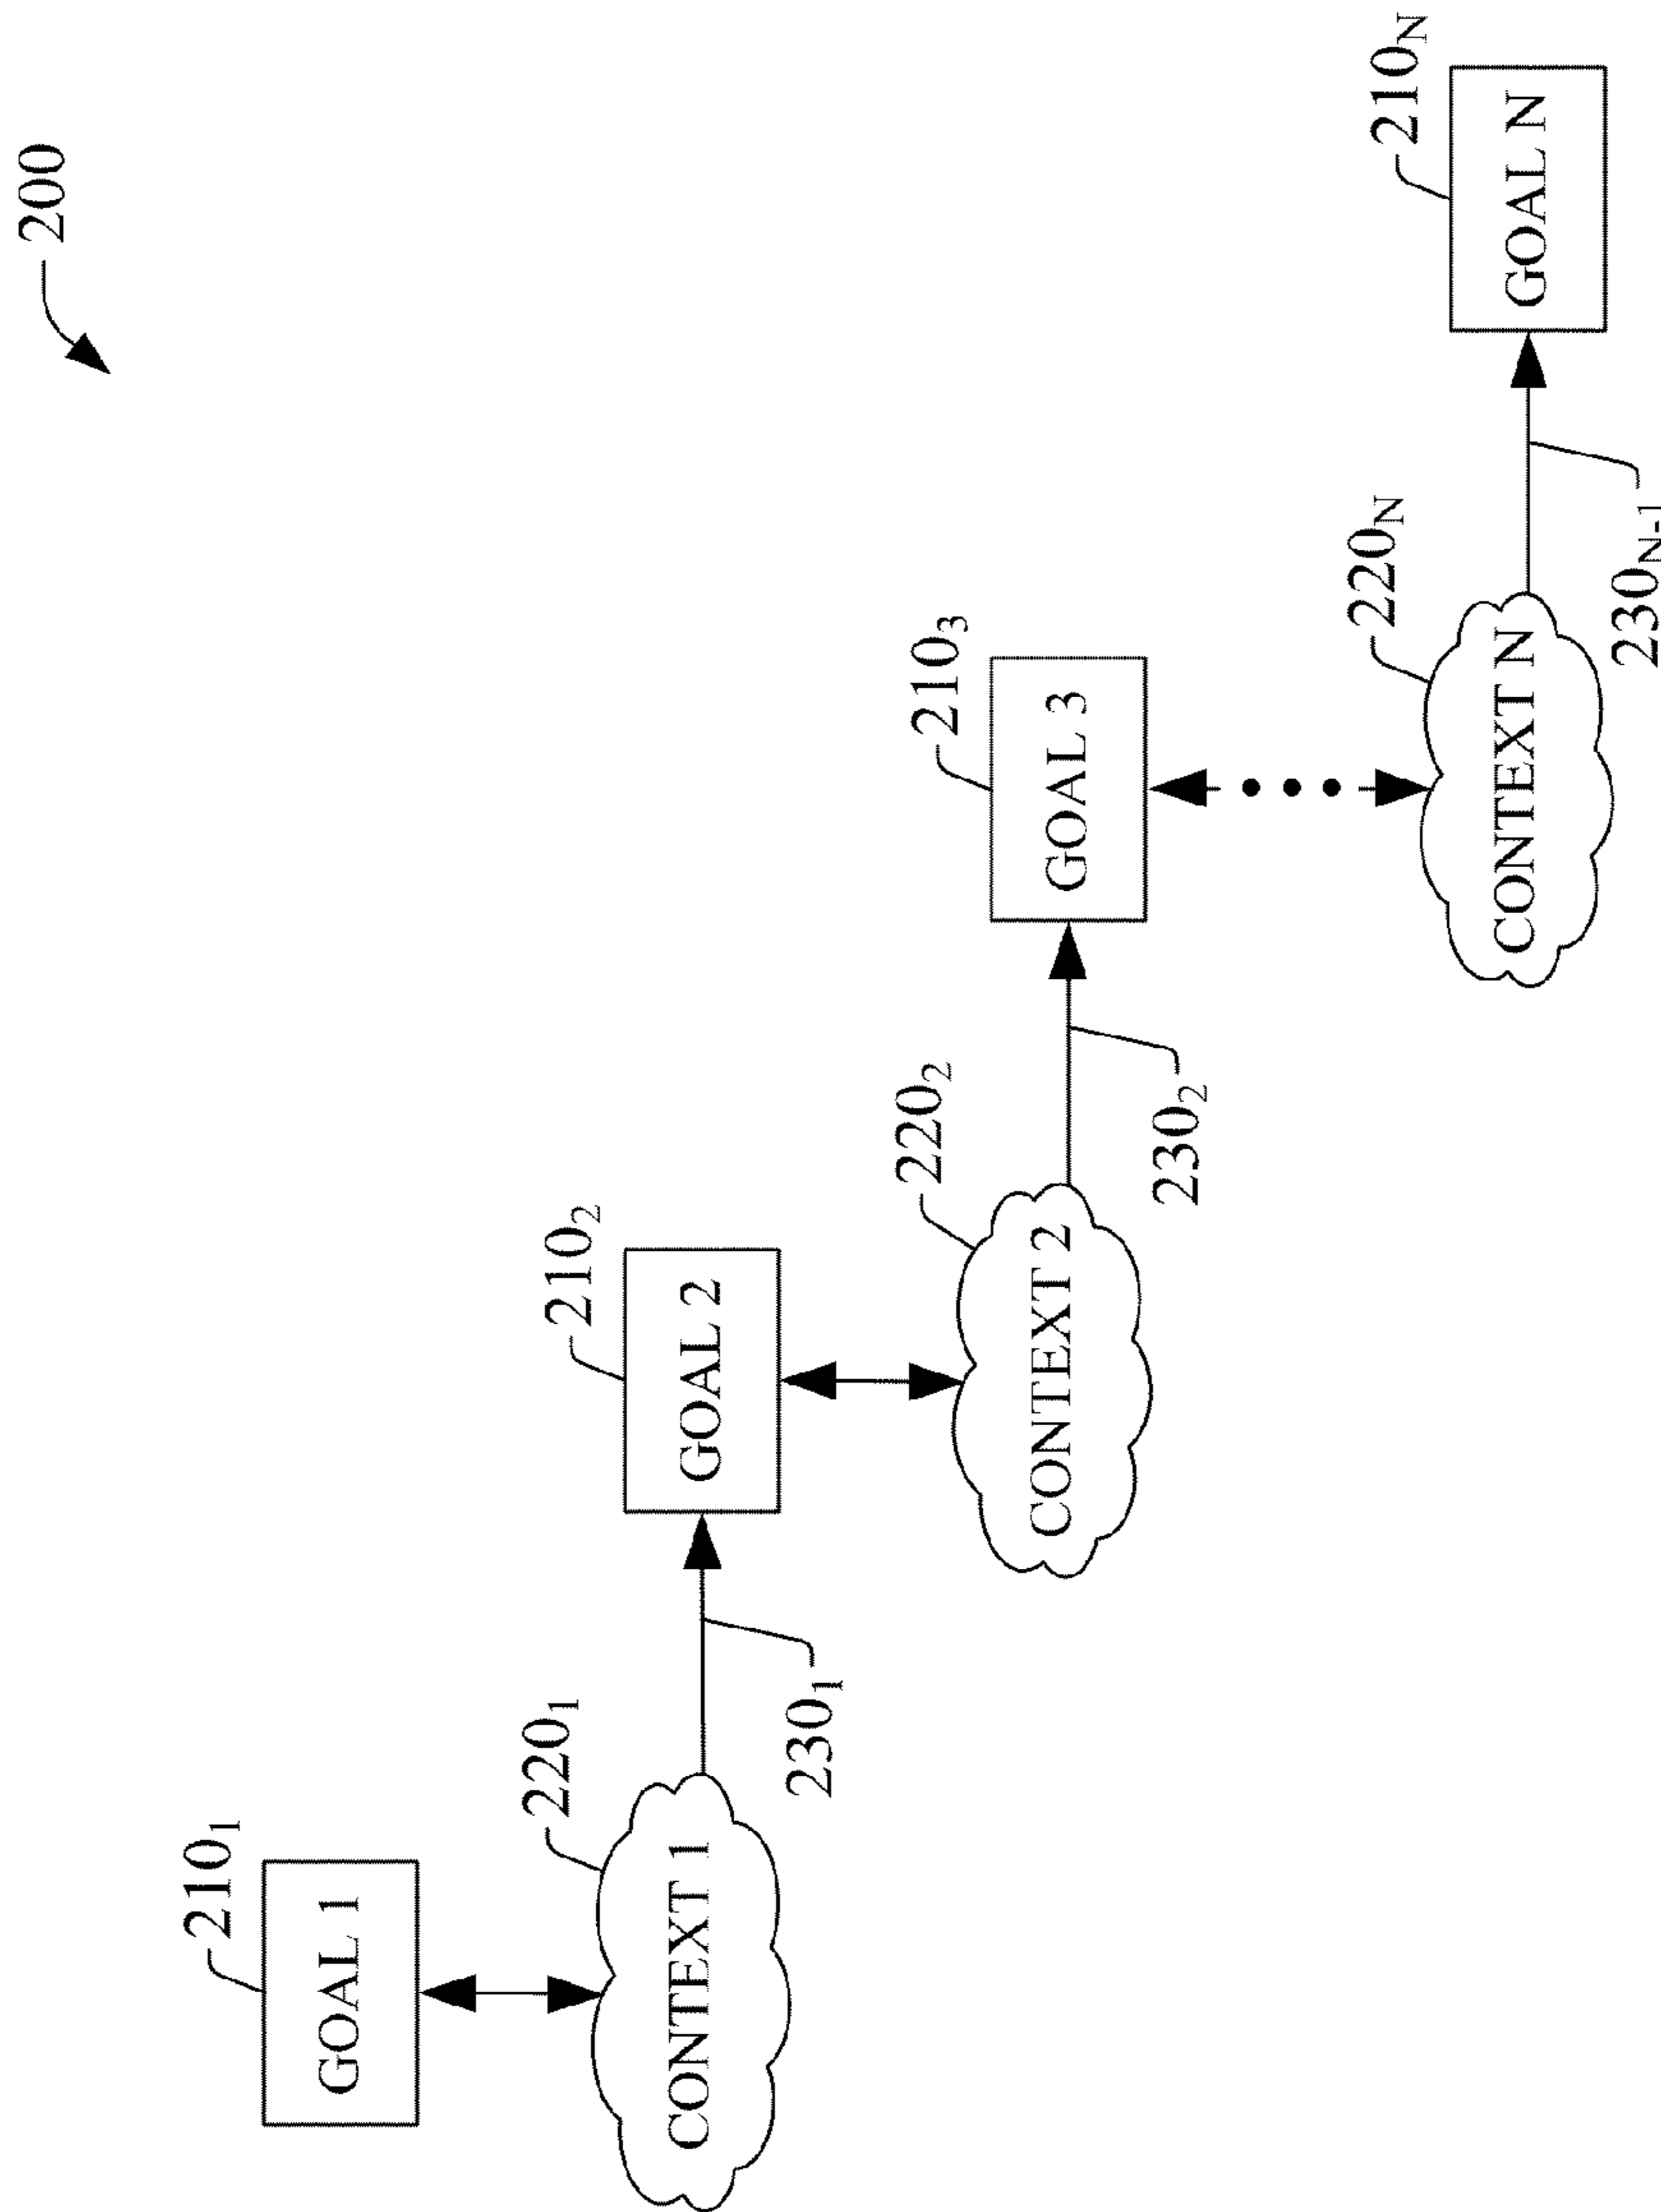 200
210₁
GOAL 1
220₁
CONTEXT 1
230₁
210₂
GOAL 2
220₂
CONTEXT 2
230₂
210₃
GOAL 3
220N
CONTEXT N
230N-1
210N
GOAL N